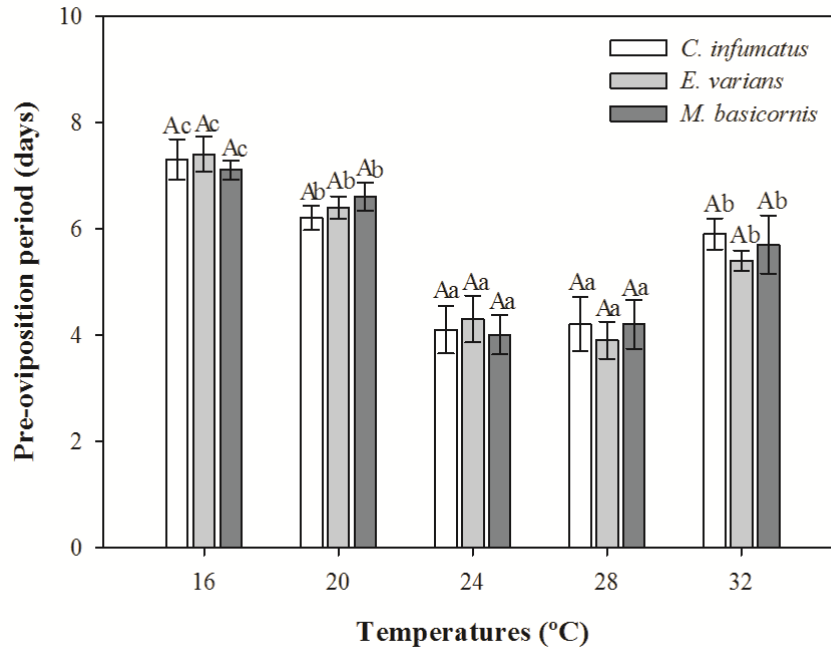 10
8
6
4
2
0
Pre-oviposition period (days)
C. infumatus
E. varians
M. basicornis
Ac Ac Ac
Ab Ab Ab
Aa Aa Aa
Aa Aa Aa
Ab Ab Ab
16 20 24 28 32
Temperatures (ºC)